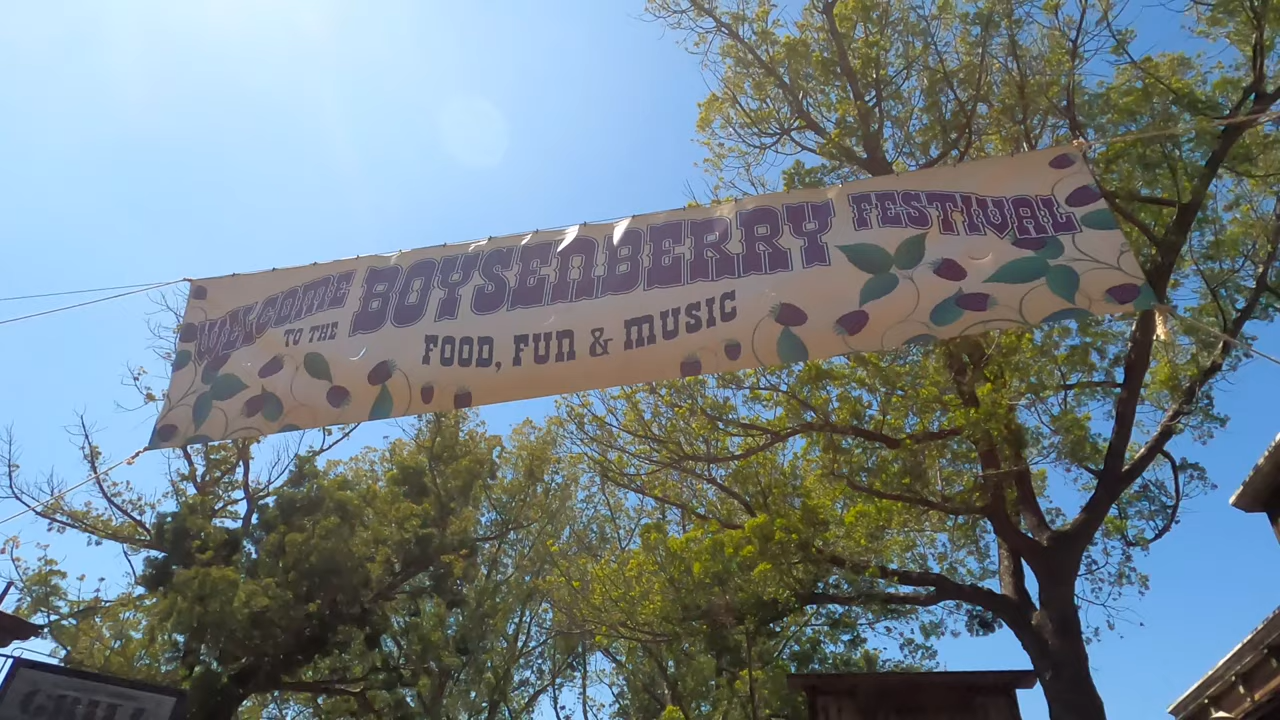 WELCOME
TO THE
BOYSENBERRY FESTIVAL
FOOD, FUN & MUSIC
GRILL